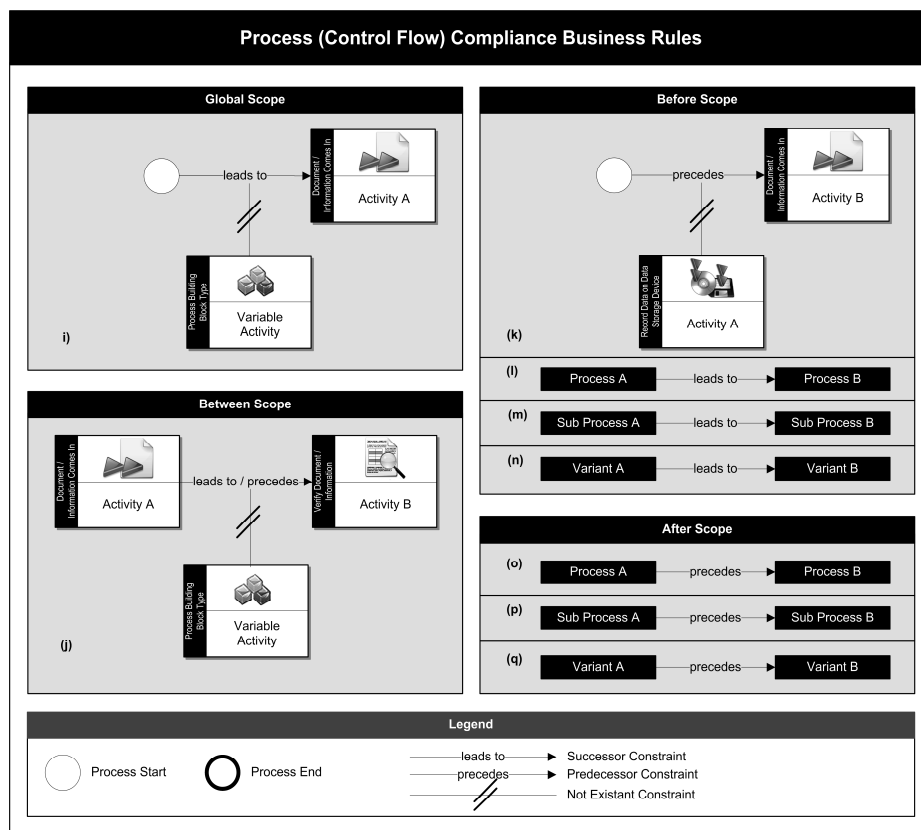 Process (Control Flow) Compliance Business Rules
Global Scope
leads to
Document /
Information Comes In
Activity A
Process Building
Block Type
Variable
Activity
i)
Between Scope
Document /
Information Comes In
Activity A
leads to / precedes
Verify Document /
Information
Activity B
Process Building
Block Type
Variable
Activity
(j)
Before Scope
precedes
Document /
Information Comes In
Activity B
Record Data on Data
Storage Device
Activity A
(k)
(l) Process A leads to Process B
(m) Sub Process A leads to Sub Process B
(n) Variant A leads to Variant B
After Scope
(o) Process A precedes Process B
(p) Sub Process A precedes Sub Process B
(q) Variant A precedes Variant B
Legend
Process Start
Process End
leads to Successor Constraint
precedes Predecessor Constraint
Not Existant Constraint